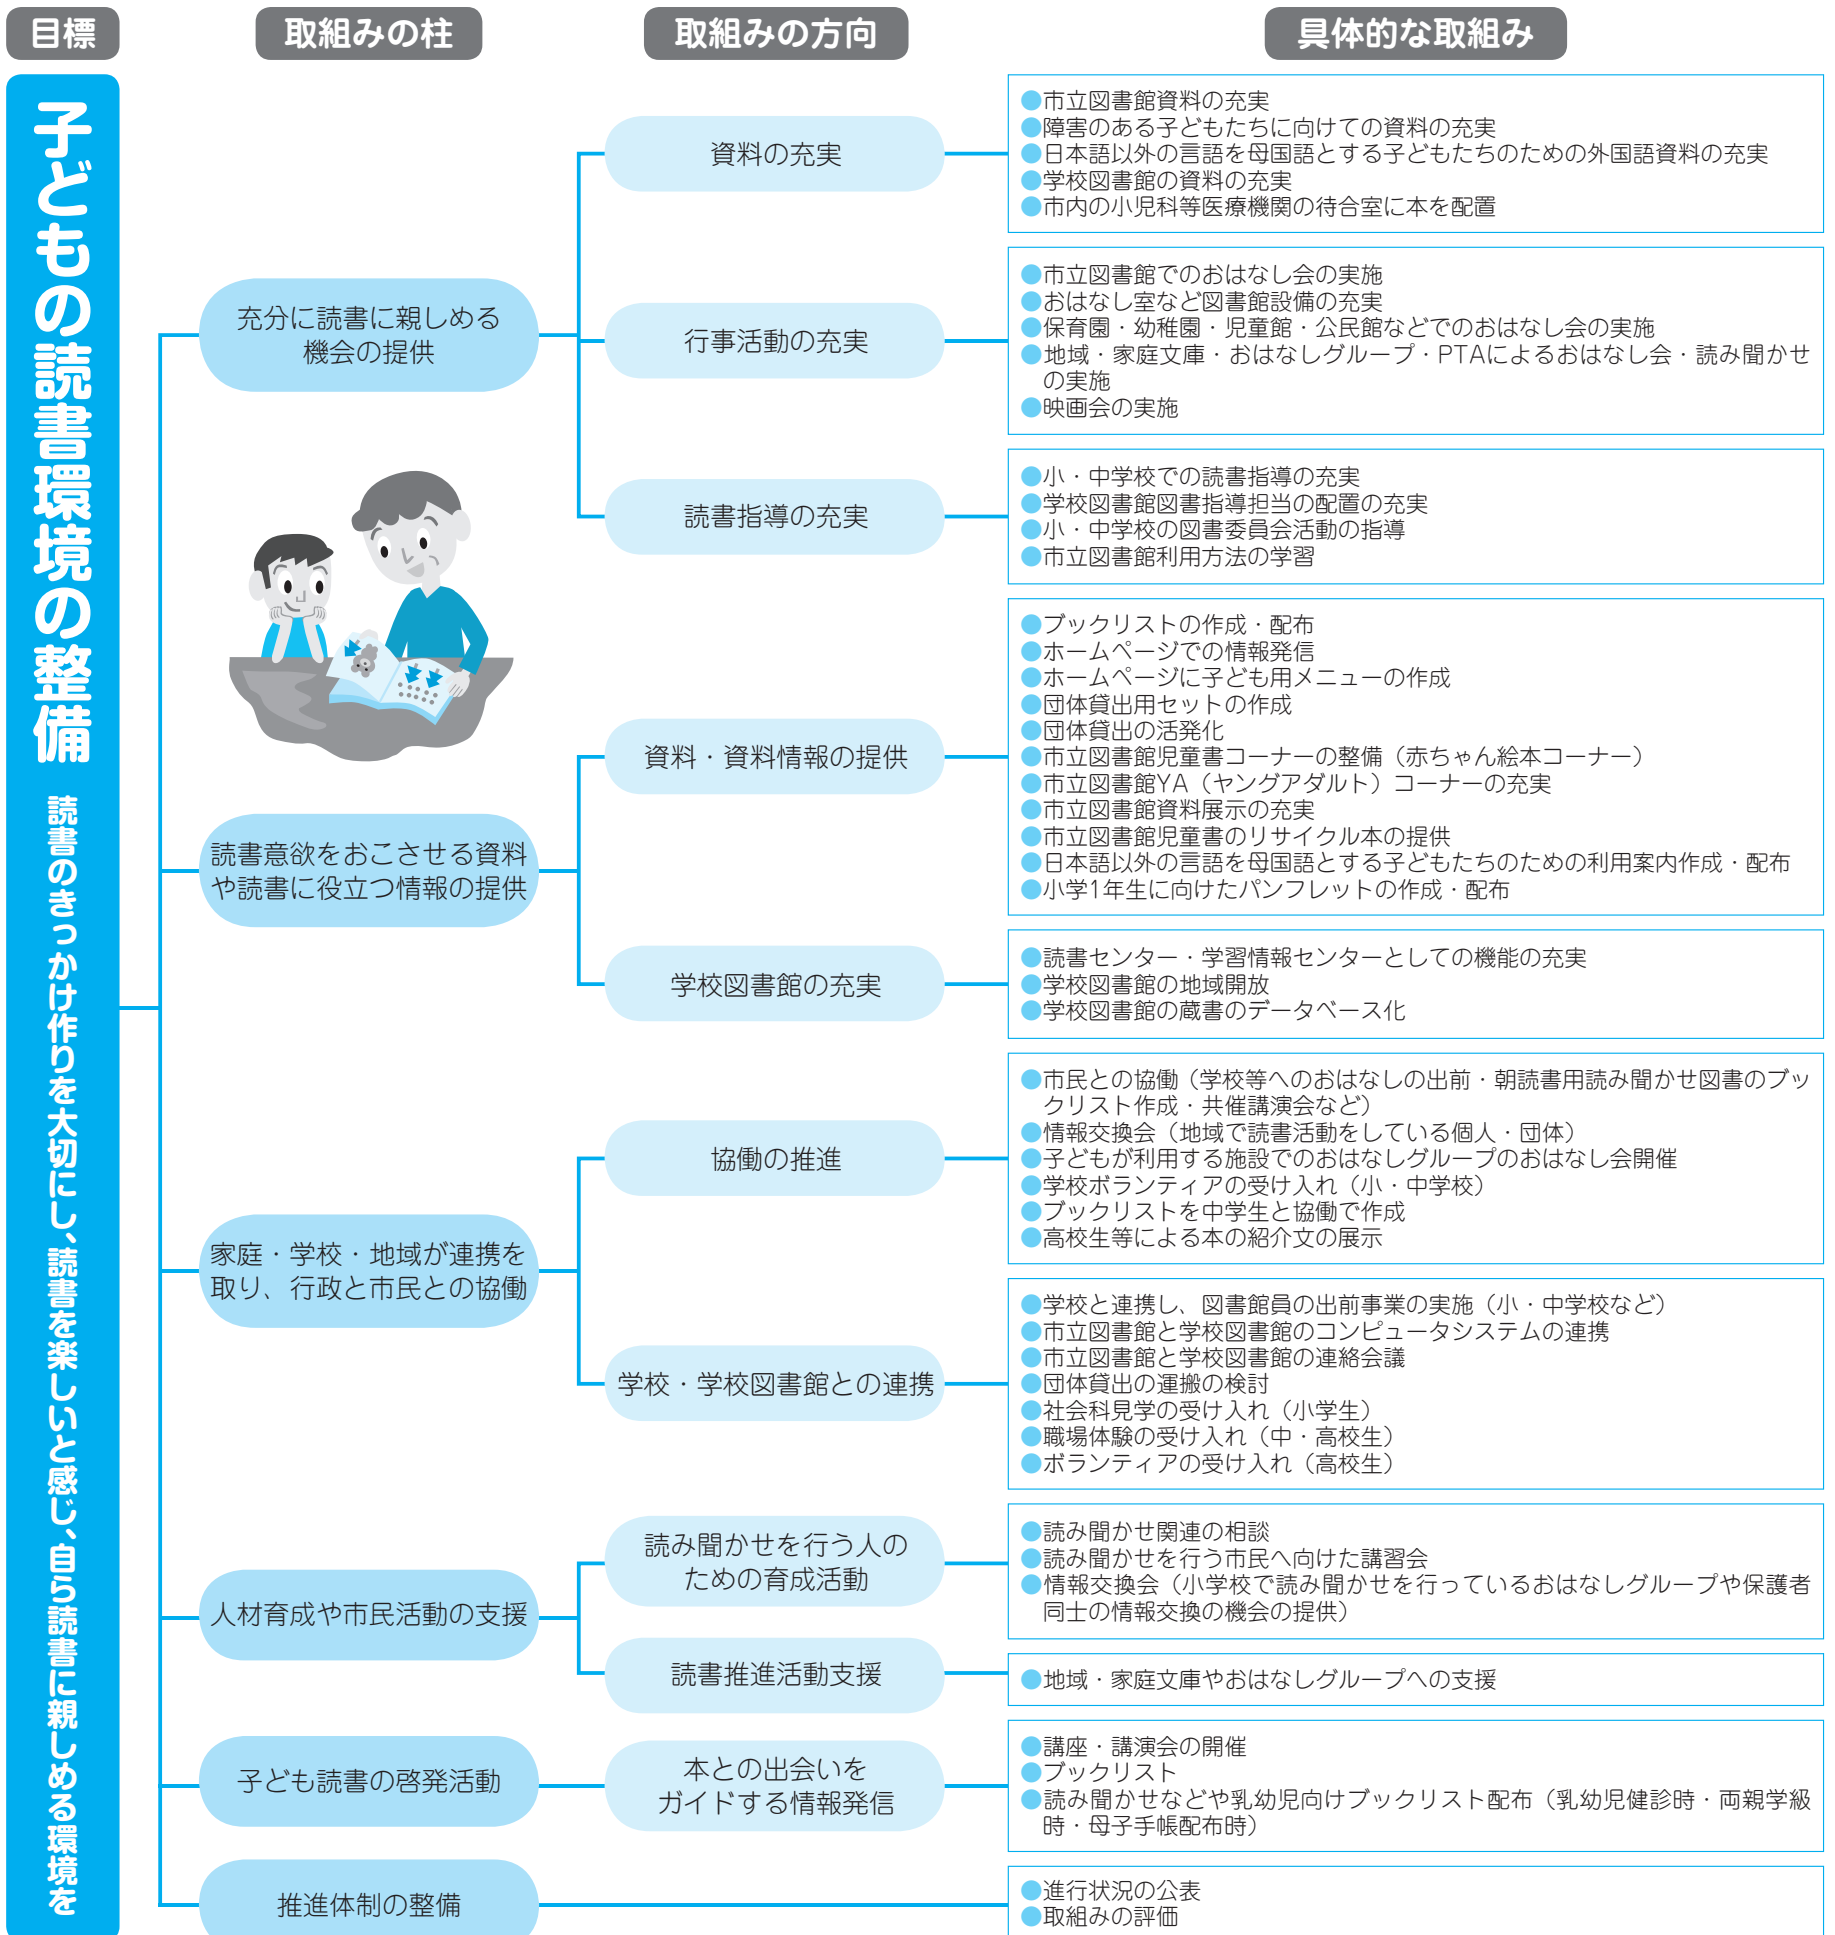 目標
取組みの柱
取組みの方向
具体的な取組み
子どもの読書環境の整備
読書のきっかけ作りを大切にし、読書を楽しいと感じ、自ら読書に親しめる環境を
充分に読書に親しめる
機会の提供
資料の充実
●市立図書館資料の充実
●障害のある子どもたちに向けての資料の充実
●日本語以外の言語を母国語とする子どもたちのための外国語資料の充実
●学校図書館の資料の充実
●市内の小児科等医療機関の待合室に本を配置
行事活動の充実
●市立図書館でのおはなし会の実施
●おはなし室など図書館設備の充実
●保育園・幼稚園・児童館・公民館などでのおはなし会の実施
●地域・家庭文庫・おはなしグループ・PTAによるおはなし会・読み聞かせ
の実施
●映画会の実施
読書指導の充実
●小・中学校での読書指導の充実
●学校図書館図書指導担当の配置の充実
●小・中学校の図書委員会活動の指導
●市立図書館利用方法の学習
読書意欲をおこさせる資料
や読書に役立つ情報の提供
資料・資料情報の提供
●ブックリストの作成・配布
●ホームページでの情報発信
●ホームページに子ども用メニューの作成
●団体貸出用セットの作成
●団体貸出の活発化
●市立図書館児童書コーナーの整備（赤ちゃん絵本コーナー）
●市立図書館YA（ヤングアダルト）コーナーの充実
●市立図書館資料展示の充実
●市立図書館児童書のリサイクル本の提供
●日本語以外の言語を母国語とする子どもたちのための利用案内作成・配布
●小学1年生に向けたパンフレットの作成・配布
学校図書館の充実
●読書センター・学習情報センターとしての機能の充実
●学校図書館の地域開放
●学校図書館の蔵書のデータベース化
家庭・学校・地域が連携を
取り、行政と市民との協働
協働の推進
●市民との協働（学校等へのおはなしの出前・朝読書用読み聞かせ図書のブッ
クリスト作成・共催講演会など）
●情報交換会（地域で読書活動をしている個人・団体）
●子どもが利用する施設でのおはなしグループのおはなし会開催
●学校ボランティアの受け入れ（小・中学校）
●ブックリストを中学生と協働で作成
●高校生等による本の紹介文の展示
学校・学校図書館との連携
●学校と連携し、図書館員の出前事業の実施（小・中学校など）
●市立図書館と学校図書館のコンピュータシステムの連携
●市立図書館と学校図書館の連絡会議
●団体貸出の運搬の検討
●社会科見学の受け入れ（小学生）
●職場体験の受け入れ（中・高校生）
●ボランティアの受け入れ（高校生）
人材育成や市民活動の支援
読み聞かせを行う人の
ための育成活動
●読み聞かせ関連の相談
●読み聞かせを行う市民へ向けた講習会
●情報交換会（小学校で読み聞かせを行っているおはなしグループや保護者
同士の情報交換の機会の提供）
読書推進活動支援
●地域・家庭文庫やおはなしグループへの支援
子ども読書の啓発活動
本との出会いを
ガイドする情報発信
●講座・講演会の開催
●ブックリスト
●読み聞かせなどや乳幼児向けブックリスト配布（乳幼児健診時・両親学級
時・母子手帳配布時）
推進体制の整備
●進行状況の公表
●取組みの評価